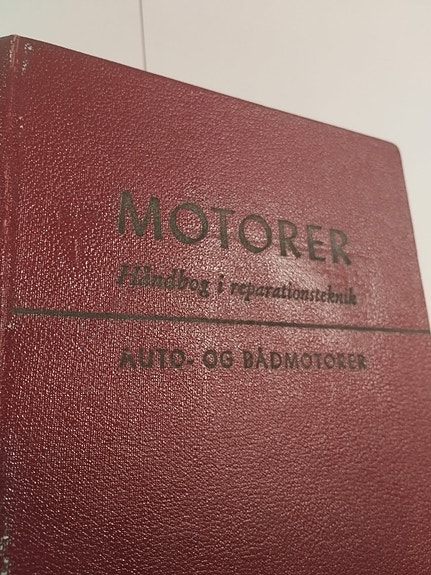 MOTORER
Håndbog i reparationsteknik
AUTO- OG BÅDMOTORER